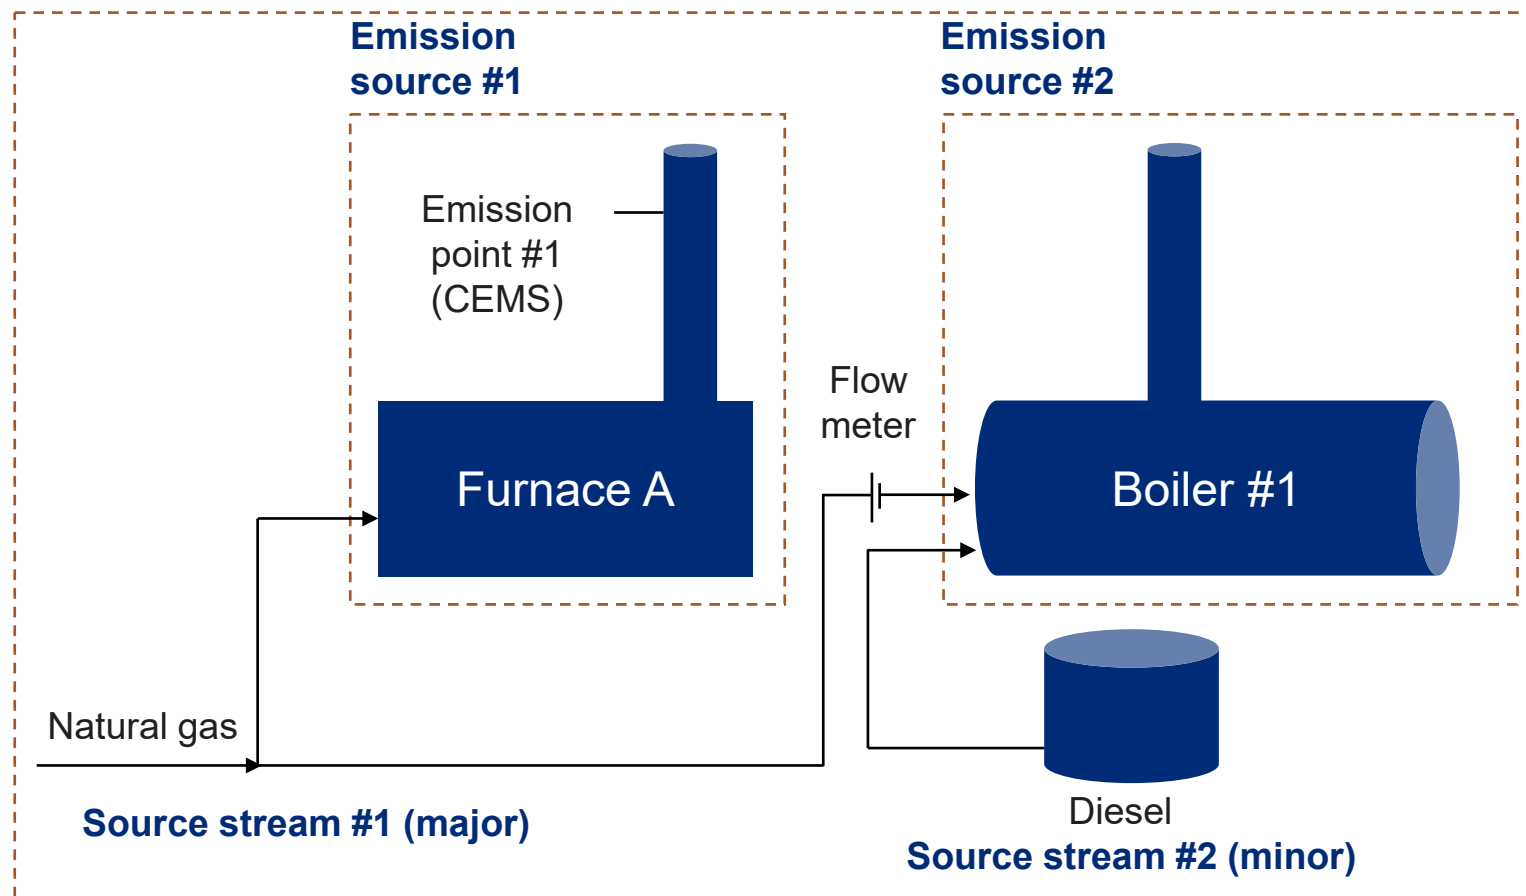 Emission
source #1
Emission
source #2
Emission
point #1
(CEMS)
Flow
meter
Furnace A
Boiler #1
Natural gas
Source stream #1 (major)
Diesel
Source stream #2 (minor)